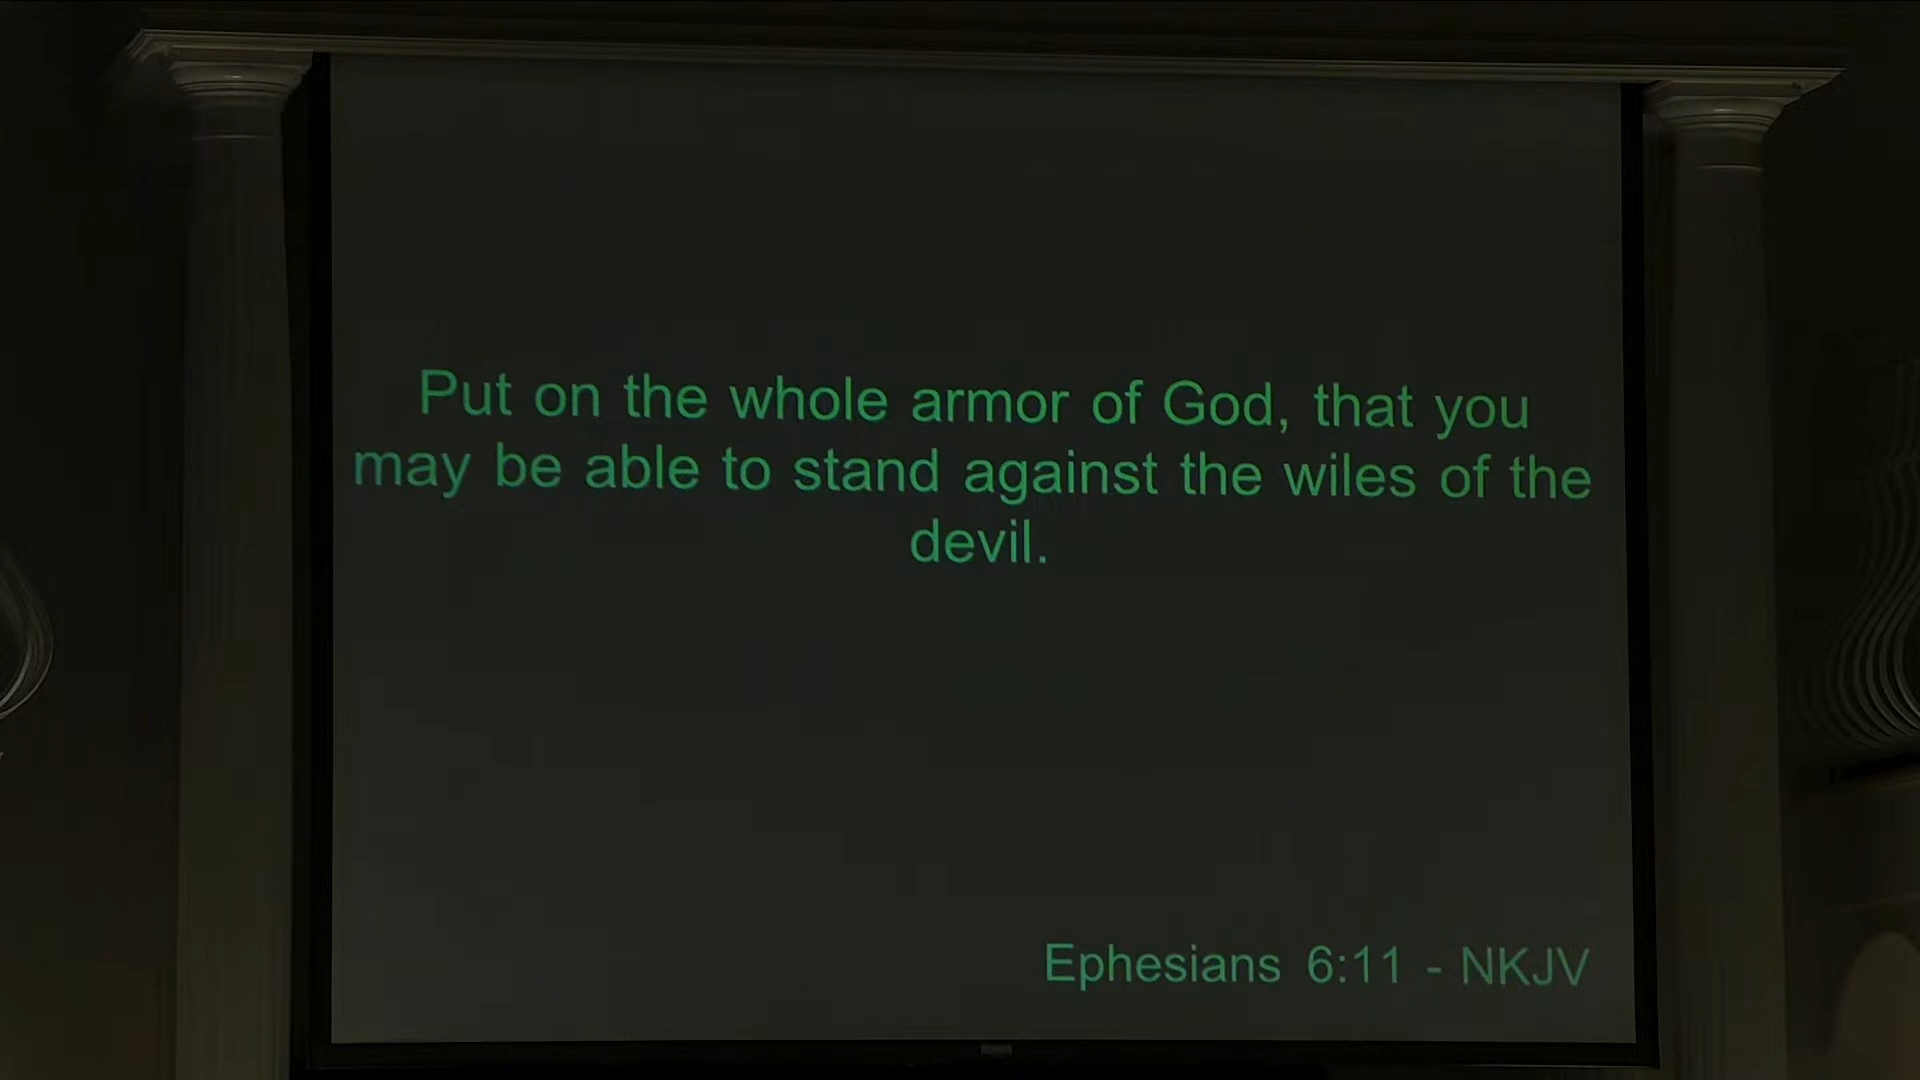 Put on the whole armor of God, that you
may be able to stand against the wiles of the
devil.
Ephesians 6:11 - NKJV